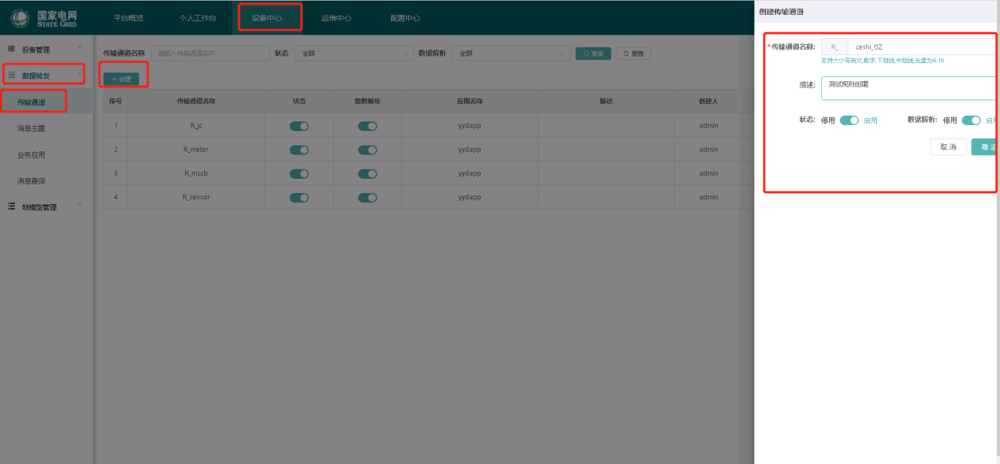 国家电网
STATE GRID
平台概览 个人工作台 设备中心 运维中心 配置中心
创建传输通道
设备管理
数据转发
传输通道
消息主题
业务应用
消息查询
物模型管理
传输通道名称 请输入传输通道名称 状态 全部 数据解析 全部 查询 重置
+ 创建
序号 传输通道名称 状态 数据解析 应用名称 描述 创建人
1 R_jc yydapp admin
2 R_meter yydapp admin
3 R_mccb yydapp admin
4 R_sensor yydapp admin
*传输通道名称: R_ ceshi_GZ
支持大小写英文,数字,下划线,中划线,长度为4-18
描述: 测试规则创建
状态: 停用 启用 数据解析: 停用 启用
取消 确定